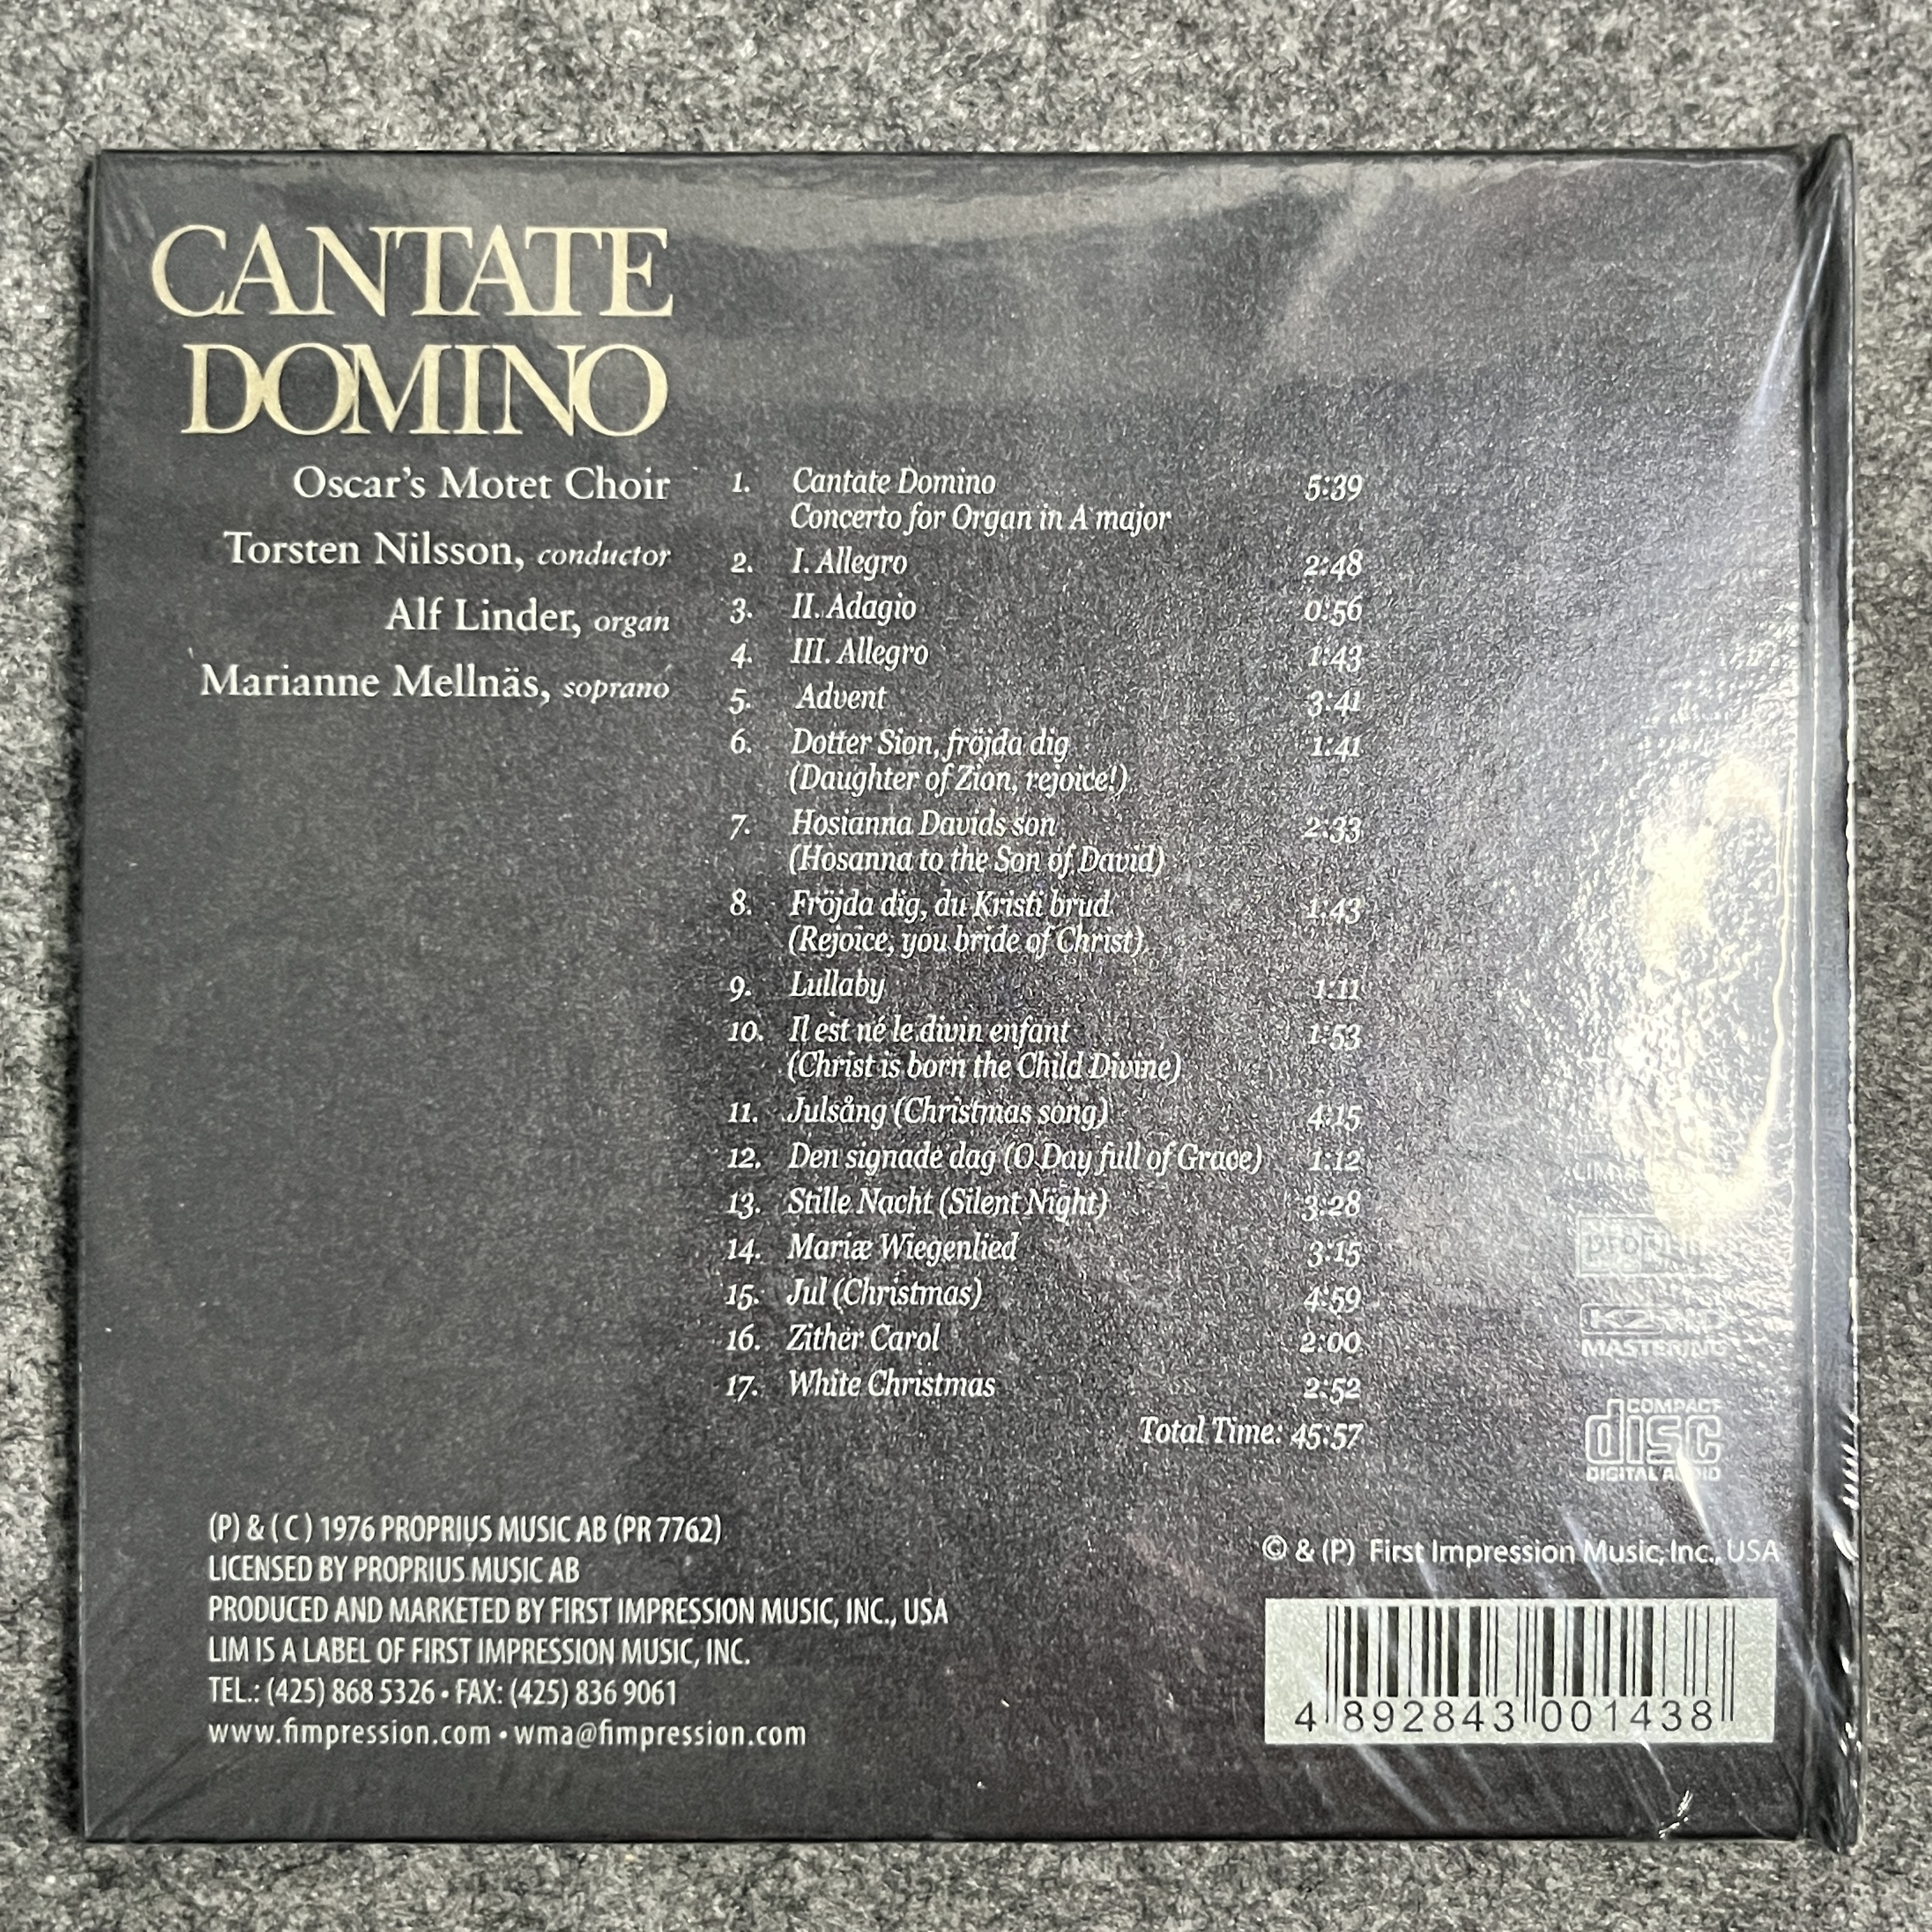 CANTATE
DOMINO
Oscar's Motet Choir
Torsten Nilsson, conductor
Alf Linder, organ
Marianne Mellnäs, soprano
1. Cantate Domino 5:39
Concerto for Organ in A major
2. I. Allegro 2:48
3. II. Adagio 0:56
4. III. Allegro 1:43
5. Advent 3:41
6. Dotter Sion, fröjda dig 1:41
(Daughter of Zion, rejoice!)
7. Hosianna Davids son 2:33
(Hosanna to the Son of David)
8. Fröjda dig, du Kristi brud 1:43
(Rejoice, you bride of Christ)
9. Lullaby 1:11
10. Il est né le divin enfant 1:53
(Christ is born the Child Divine)
11. Julsång (Christmas song) 4:15
12. Den signade dag (O Day full of Grace) 1:12
13. Stille Nacht (Silent Night) 3:28
14. Mariæ Wiegenlied 3:15
15. Jul (Christmas) 4:59
16. Zither Carol 2:00
17. White Christmas 2:52
Total Time: 45:57
MASTERING
COMPACT
disc
DIGITAL AUDIO
(P) & ( C ) 1976 PROPRIUS MUSIC AB (PR 7762)
LICENSED BY PROPRIUS MUSIC AB
PRODUCED AND MARKETED BY FIRST IMPRESSION MUSIC, INC., USA
LIM IS A LABEL OF FIRST IMPRESSION MUSIC, INC.
TEL.: (425) 868 5326 • FAX: (425) 836 9061
www.fimpression.com • wma@fimpression.com
© & (P) First Impression Music, Inc., USA
4 892843 001438